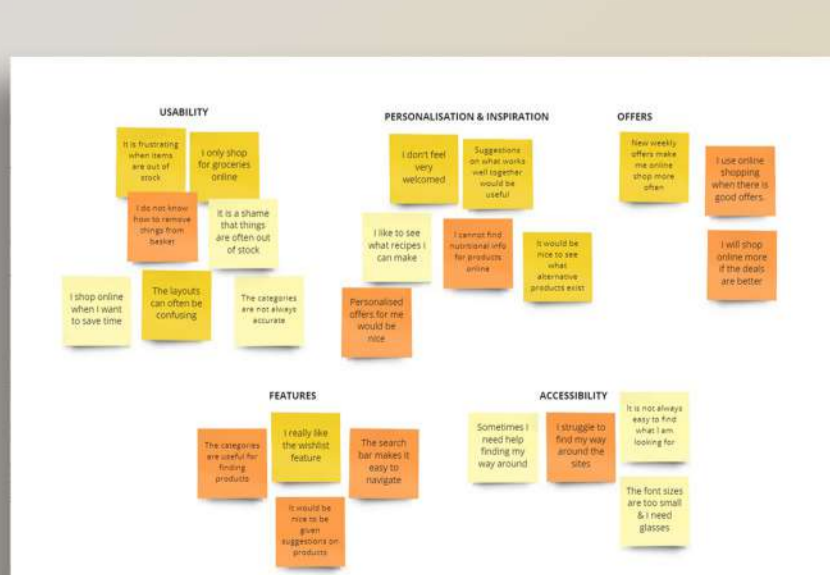 USABILITY
It is frustrating
when items
are out of
stock
I only shop
for groceries
online
I do not know
how to remove
things from
basket
It is a shame
that things
are often out
of stock
I shop online
when I want
to save time
The layouts
can often be
confusing
The categories
are not always
accurate
PERSONALISATION & INSPIRATION
I don't feel
very
welcomed
Suggestions
on what works
well together
would be
useful
I like to see
what recipes I
can make
I cannot find
nutritional info
for products
online
It would be
nice to see
what
alternative
products exist
Personalised
offers for me
would be
nice
OFFERS
New weekly
offers make
me online
shop more
often
I use online
shopping
when there is
good offers.
I will shop
online more
if the deals
are better
FEATURES
The categories
are useful for
finding
products
I really like
the wishlist
feature
The search
bar makes it
easy to
navigate
It would be
nice to be
given
suggestions on
products
ACCESSIBILITY
Sometimes I
need help
finding my
way around
I struggle to
find my way
around the
sites
It is not always
easy to find
what I am
looking for
The font sizes
are too small
& I need
glasses